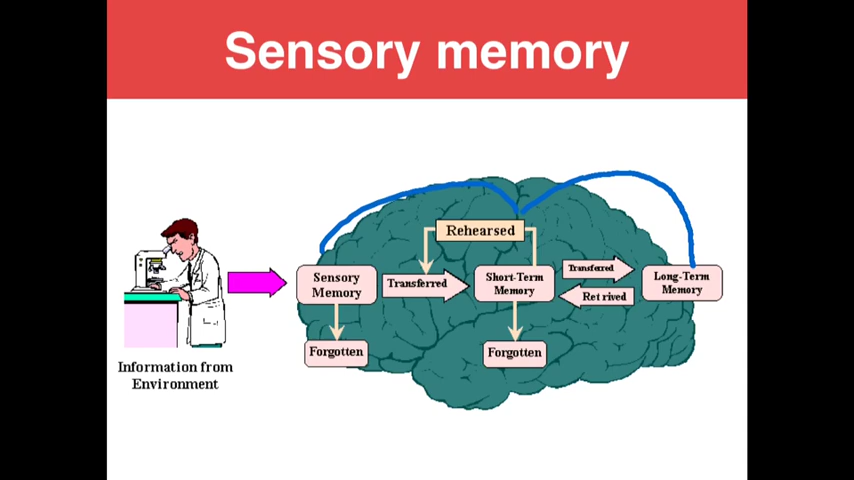 Sensory memory
Rehearsed
Sensory
Memory
Transferred
Short-Term
Memory
Transferred
Ret rived
Long-Term
Memory
Forgotten
Forgotten
Information from
Environment